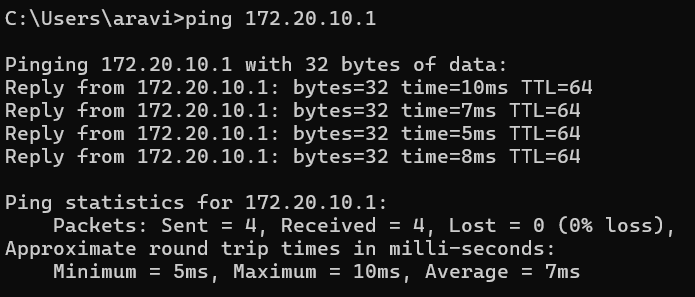 C:\Users\aravi>ping 172.20.10.1
Pinging 172.20.10.1 with 32 bytes of data:
Reply from 172.20.10.1: bytes=32 time=10ms TTL=64
Reply from 172.20.10.1: bytes=32 time=7ms TTL=64
Reply from 172.20.10.1: bytes=32 time=5ms TTL=64
Reply from 172.20.10.1: bytes=32 time=8ms TTL=64
Ping statistics for 172.20.10.1:
    Packets: Sent = 4, Received = 4, Lost = 0 (0% loss),
Approximate round trip times in milli-seconds:
    Minimum = 5ms, Maximum = 10ms, Average = 7ms